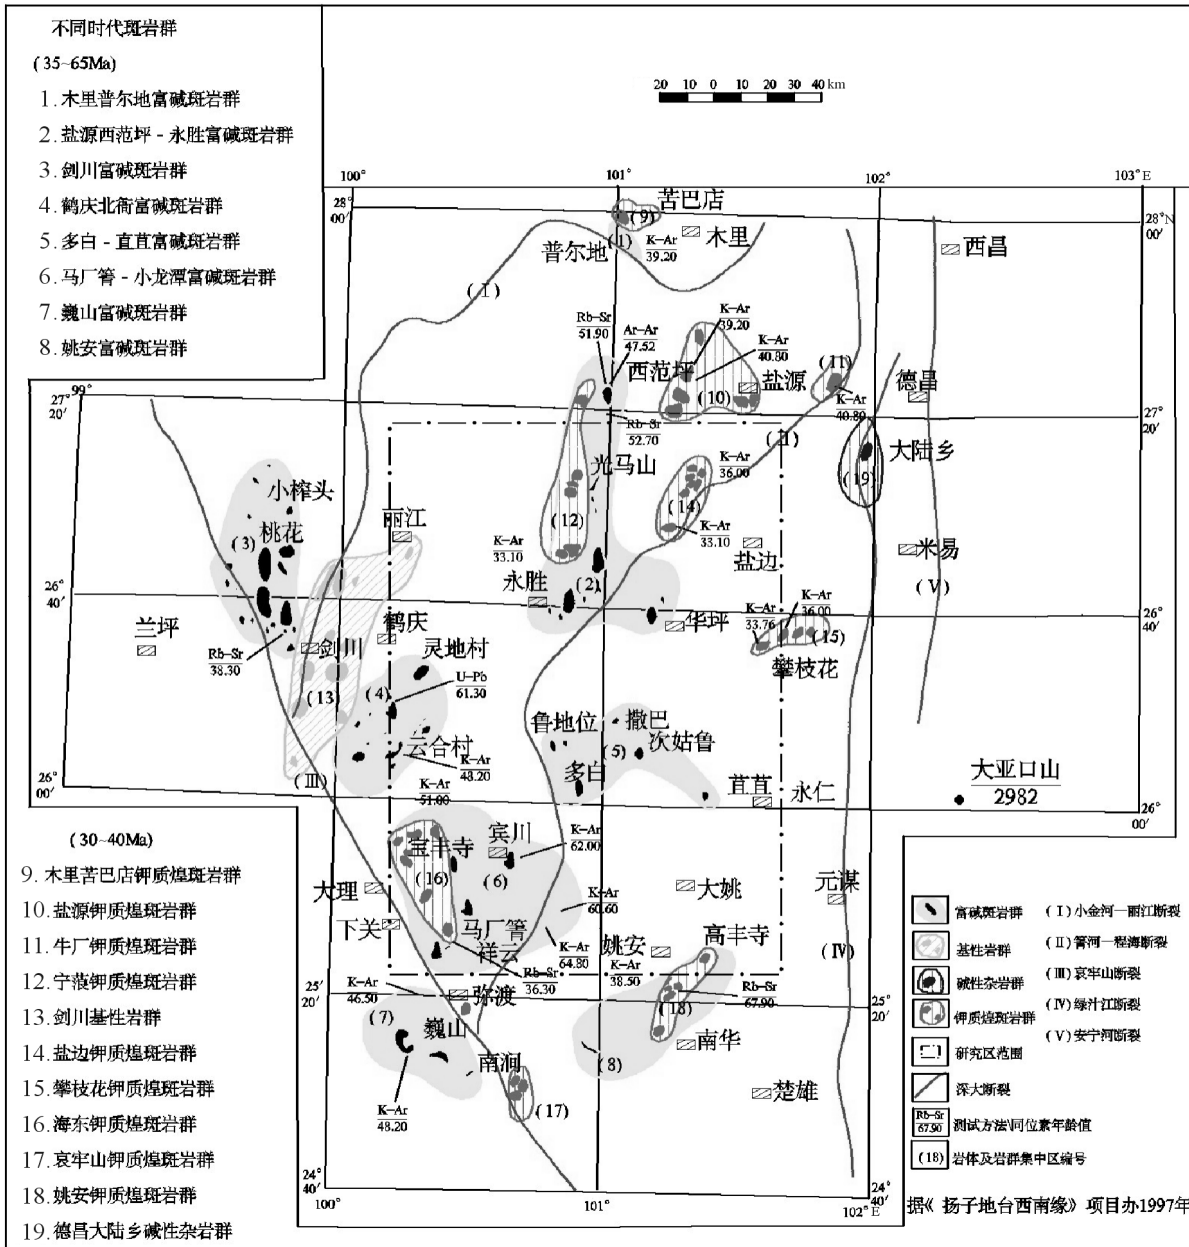 不同时代斑岩群
(35~65Ma)
1. 木里普尔地富碱斑岩群
2. 盐源西范坪 - 永胜富碱斑岩群
3. 剑川富碱斑岩群
4. 鹤庆北衙富碱斑岩群
5. 多白 - 直苴富碱斑岩群
6. 马厂箐 - 小龙潭富碱斑岩群
7. 巍山富碱斑岩群
8. 姚安富碱斑岩群
20 10 0 10 20 30 40 km
100°
101°
102°
103°E
28°
00′
28°N
00′
苦巴店
(9)
(1)
普尔地
K-Ar
39.20
木里
西昌
(Ⅰ)
Rb-Sr
51.90
Ar-Ar
47.52
K-Ar
39.20
K-Ar
40.80
西范坪
盐源
(10)
(11)
K-Ar
40.80
德昌
99°
27°
20′
27°
20′
Rb-Sr
52.70
(Ⅱ)
大陆乡
(19)
光马山
K-Ar
36.00
(12)
(14)
小榨头
桃花
(3)
丽江
K-Ar
33.10
K-Ar
33.10
盐边
米易
(Ⅴ)
永胜
(2)
26°
40′
26°
40′
兰坪
鹤庆
剑川
灵地村
华坪
K-Ar
33.76
K-Ar
36.00
(15)
攀枝花
Rb-Sr
38.30
(13)
(4)
U-Pb
61.30
鲁地位
撒巴
(5)
次姑鲁
云合村
K-Ar
48.20
多白
(Ⅲ)
K-Ar
51.00
苴苴
永仁
大亚口山
2982
26°
00′
26°
00′
宝丰寺
宾川
K-Ar
62.00
(16)
(6)
大理
大姚
元谋
K-Ar
60.60
下关
马厂箐
祥云
K-Ar
64.80
姚安
高丰寺
K-Ar
38.50
(Ⅳ)
Rb-Sr
36.30
Rb-Sr
67.90
25°
20′
25°
20′
K-Ar
46.50
弥渡
(7)
巍山
(18)
南华
南涧
(8)
K-Ar
48.20
(17)
楚雄
24°
40′
24°
40′
100°
101°
102°E
(30~40Ma)
9. 木里苦巴店钾质煌斑岩群
10. 盐源钾质煌斑岩群
11. 牛厂钾质煌斑岩群
12. 宁蒗钾质煌斑岩群
13. 剑川基性岩群
14. 盐边钾质煌斑岩群
15. 攀枝花钾质煌斑岩群
16. 海东钾质煌斑岩群
17. 哀牢山钾质煌斑岩群
18. 姚安钾质煌斑岩群
19. 德昌大陆乡碱性杂岩群
富碱斑岩群
基性岩群
碱性杂岩群
钾质煌斑岩群
研究区范围
深大断裂
Rb-Sr
67.90
测试方法\同位素年龄值
(18)
岩体及岩群集中区编号
(Ⅰ)小金河—丽江断裂
(Ⅱ)箐河—程海断裂
(Ⅲ)哀牢山断裂
(Ⅳ)绿汁江断裂
(Ⅴ)安宁河断裂
据《扬子地台西南缘》项目办1997年